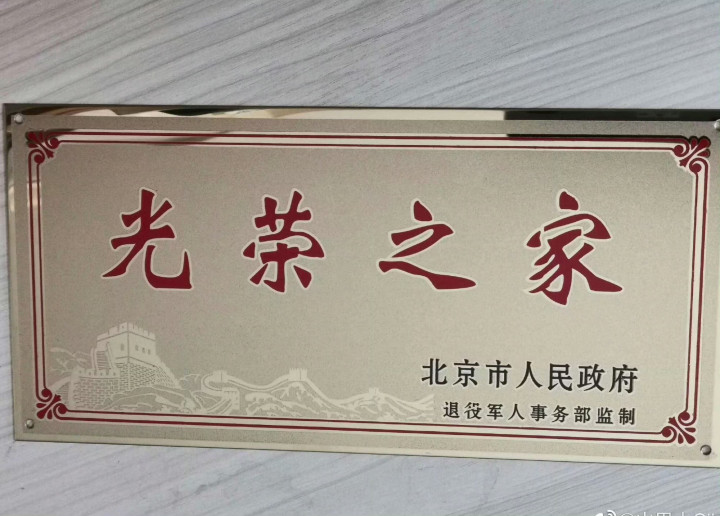 光荣之家
北京市人民政府
退役军人事务部监制